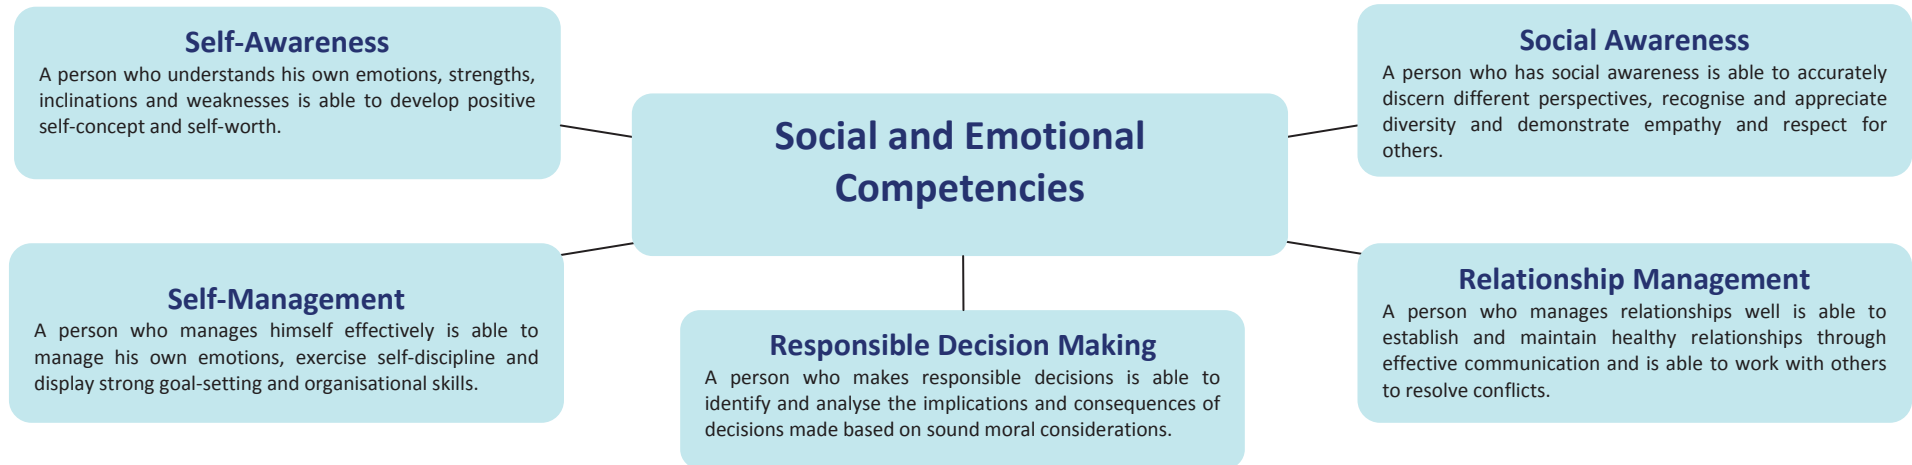 Self-Awareness
A person who understands his own emotions, strengths,
inclinations and weaknesses is able to develop positive
self-concept and self-worth.
Social and Emotional
Competencies
Social Awareness
A person who has social awareness is able to accurately
discern different perspectives, recognise and appreciate
diversity and demonstrate empathy and respect for
others.
Self-Management
A person who manages himself effectively is able to
manage his own emotions, exercise self-discipline and
display strong goal-setting and organisational skills.
Responsible Decision Making
A person who makes responsible decisions is able to
identify and analyse the implications and consequences of
decisions made based on sound moral considerations.
Relationship Management
A person who manages relationships well is able to
establish and maintain healthy relationships through
effective communication and is able to work with others
to resolve conflicts.